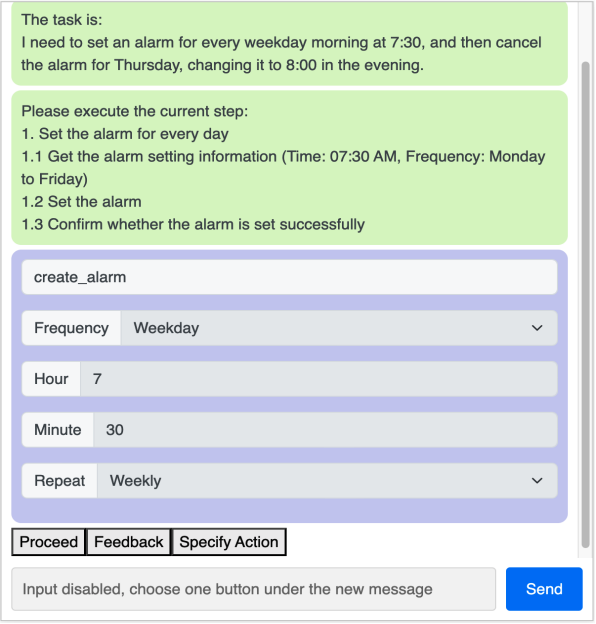 The task is:
I need to set an alarm for every weekday morning at 7:30, and then cancel
the alarm for Thursday, changing it to 8:00 in the evening.
Please execute the current step:
1. Set the alarm for every day
1.1 Get the alarm setting information (Time: 07:30 AM, Frequency: Monday
to Friday)
1.2 Set the alarm
1.3 Confirm whether the alarm is set successfully
create_alarm
Frequency Weekday
Hour 7
Minute 30
Repeat Weekly
Proceed Feedback Specify Action
Input disabled, choose one button under the new message Send